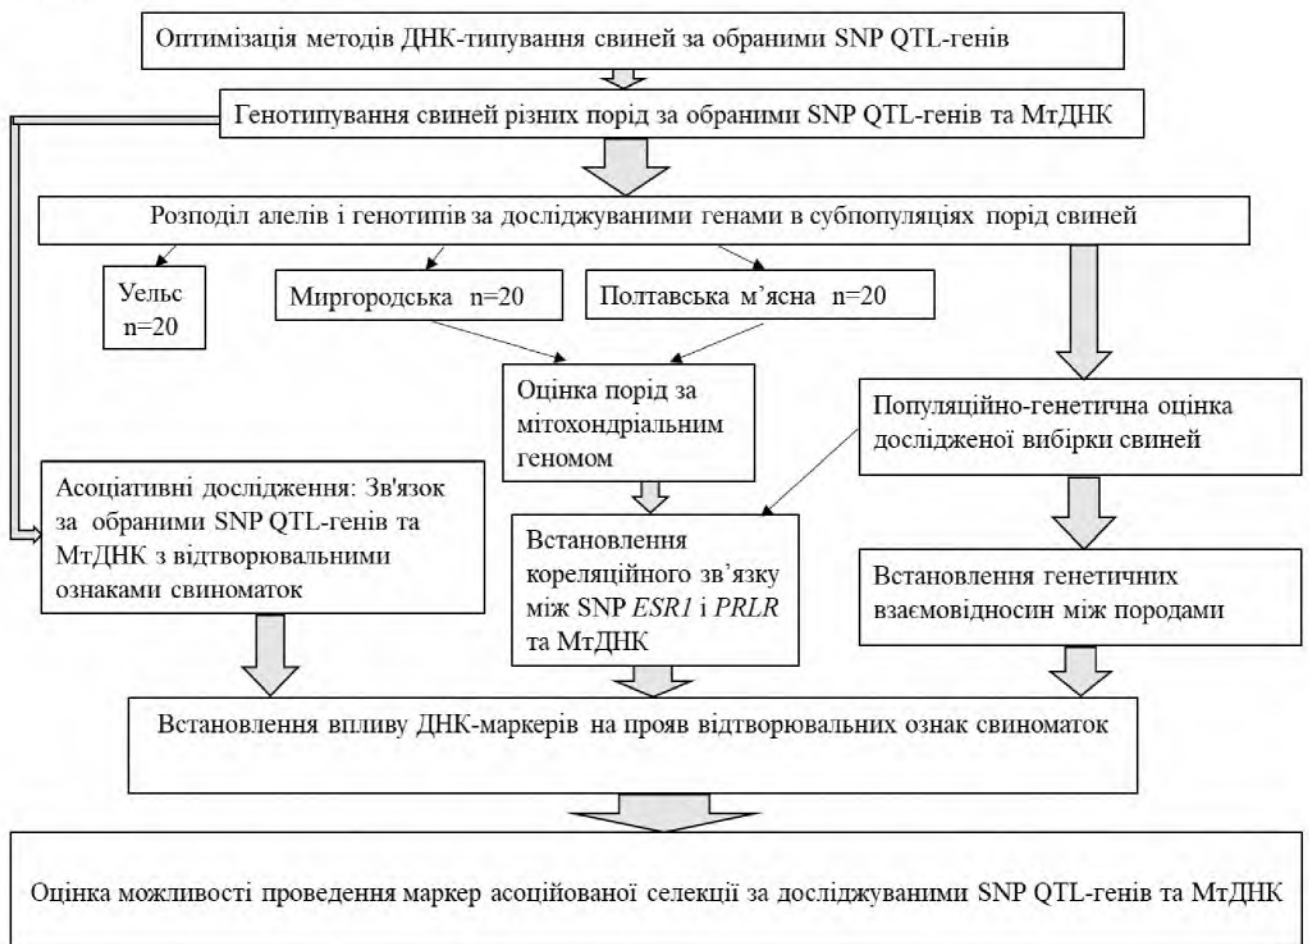 Оптимізація методів ДНК-типування свиней за обраними SNP QTL-генів
Генотипування свиней різних порід за обраними SNP QTL-генів та МтДНК
Розподіл алелів і генотипів за досліджуваними генами в субпопуляціях порід свиней
Уельс
n=20
Миргородська n=20
Полтавська м’ясна n=20
Оцінка порід за
мітохондріальним
геномом
Популяційно-генетична оцінка
дослідженої вибірки свиней
Асоціативні дослідження: Зв'язок
за обраними SNP QTL-генів та
МтДНК з відтворювальними
ознаками свиноматок
Встановлення
кореляційного зв’язку
між SNP ESR1 і PRLR
та МтДНК
Встановлення генетичних
взаємовідносин між породами
Встановлення впливу ДНК-маркерів на прояв відтворювальних ознак свиноматок
Оцінка можливості проведення маркер асоційованої селекції за досліджуваними SNP QTL-генів та МтДНК